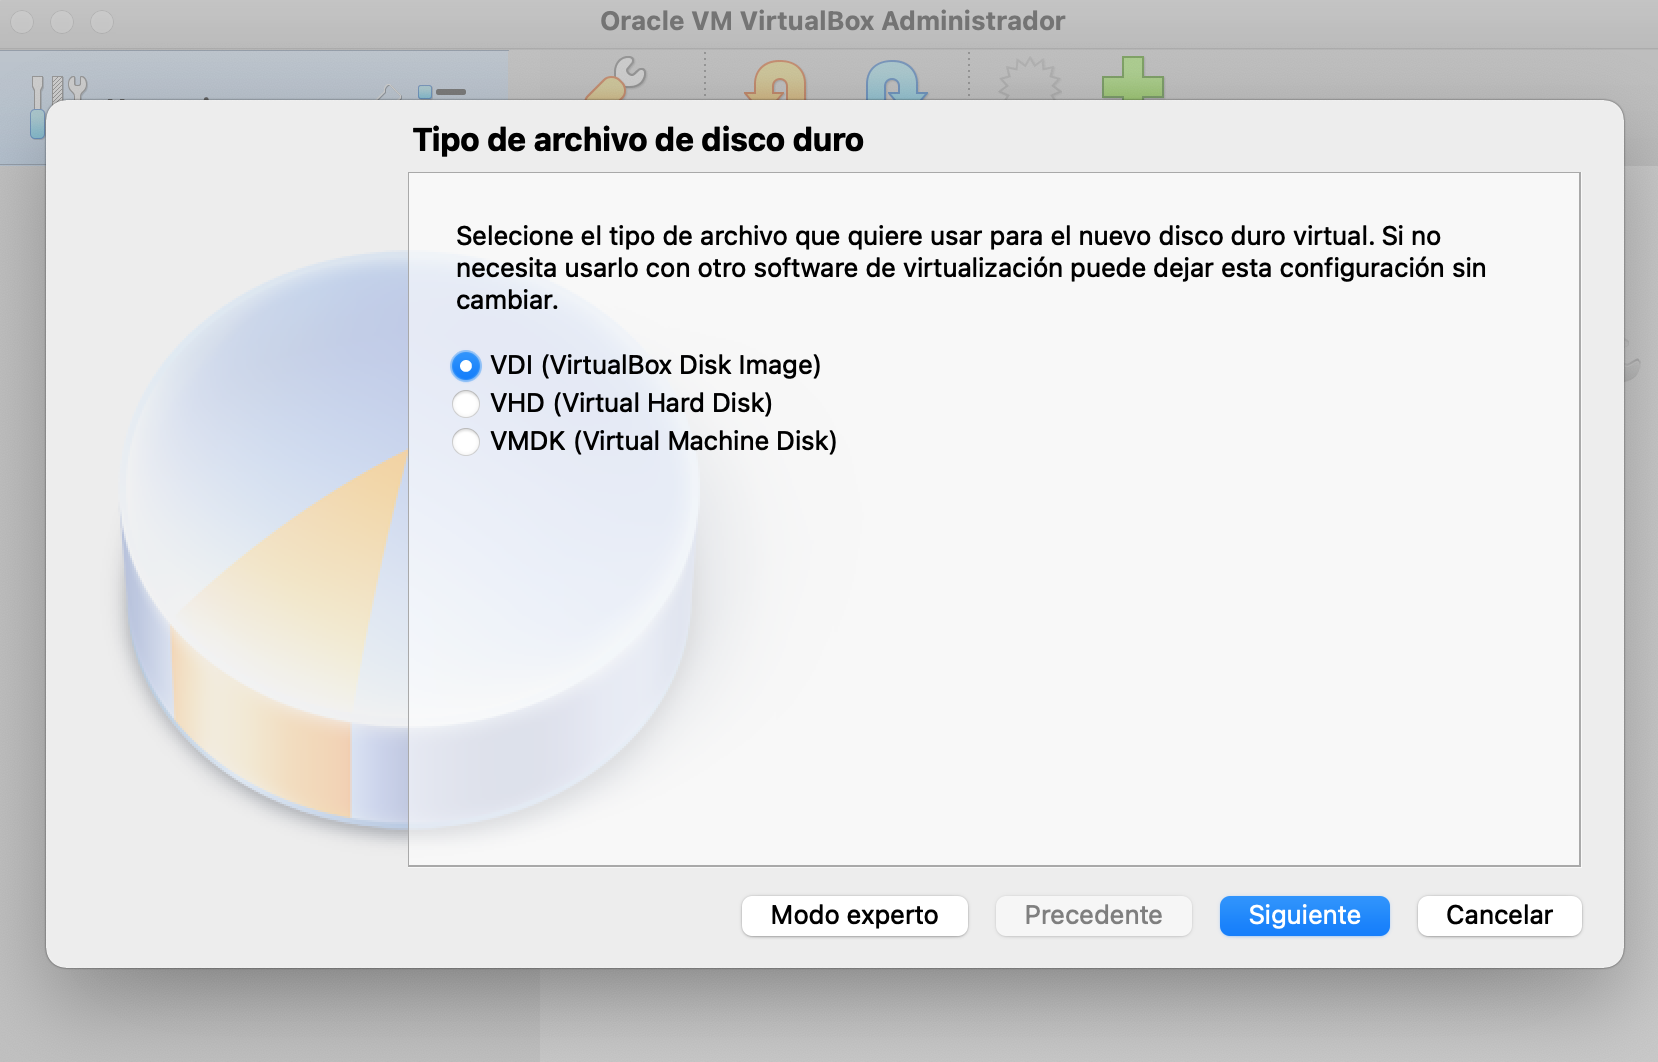 Oracle VM VirtualBox Administrador
Tipo de archivo de disco duro
Selecione el tipo de archivo que quiere usar para el nuevo disco duro virtual. Si no
necesita usarlo con otro software de virtualización puede dejar esta configuración sin
cambiar.
VDI (VirtualBox Disk Image)
VHD (Virtual Hard Disk)
VMDK (Virtual Machine Disk)
Modo experto
Precedente
Siguiente
Cancelar